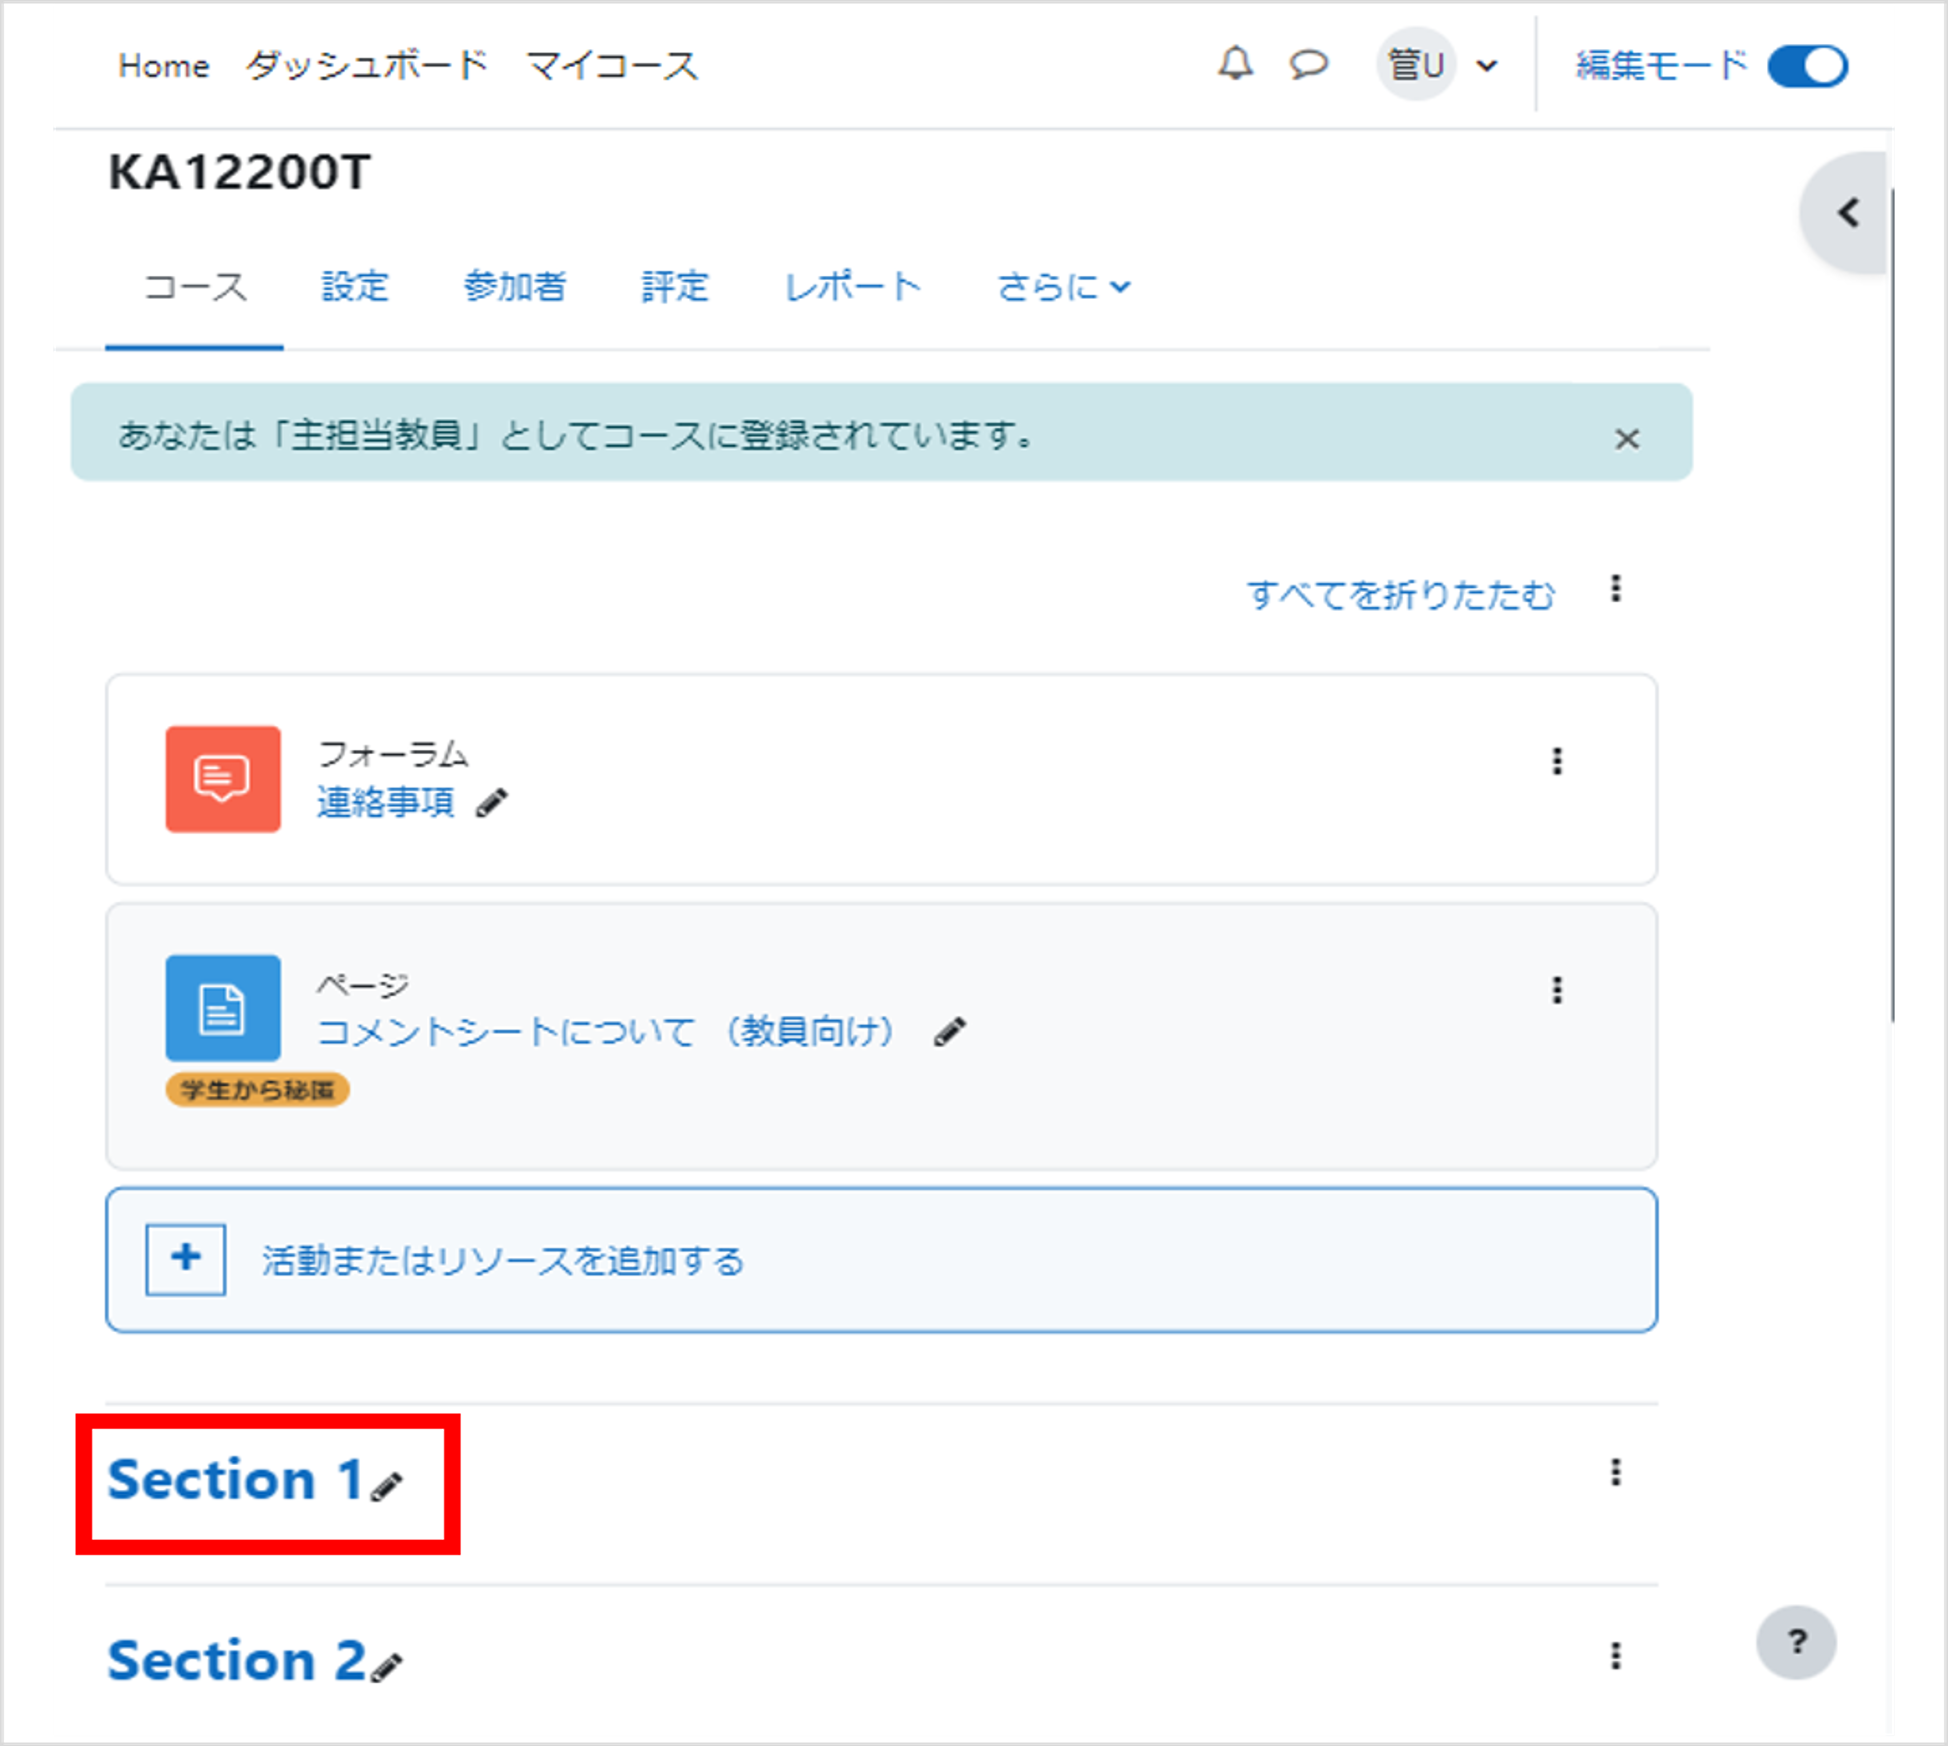 Home ダッシュボード マイコース 管U 編集モード
KA12200T
コース 設定 参加者 評定 レポート さらに
あなたは「主担当教員」としてコースに登録されています。 ×
すべてを折りたたむ
フォーラム
連絡事項
ページ
コメントシートについて (教員向け)
学生から秘匿
+ 活動またはリソースを追加する
Section 1
Section 2
?